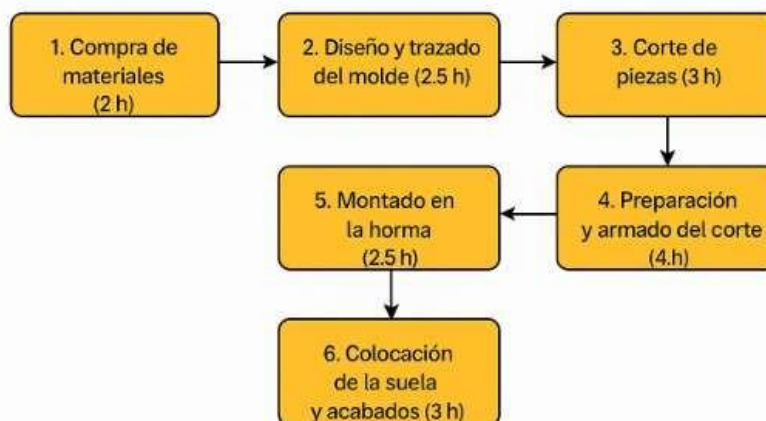 1. Compra de
materiales
(2 h)
2. Diseño y trazado
del molde (2.5 h)
3. Corte de
piezas (3 h)
4. Preparación
y armado del corte
(4.h)
5. Montado en
la horma
(2.5 h)
6. Colocación
de la suela
y acabados (3 h)